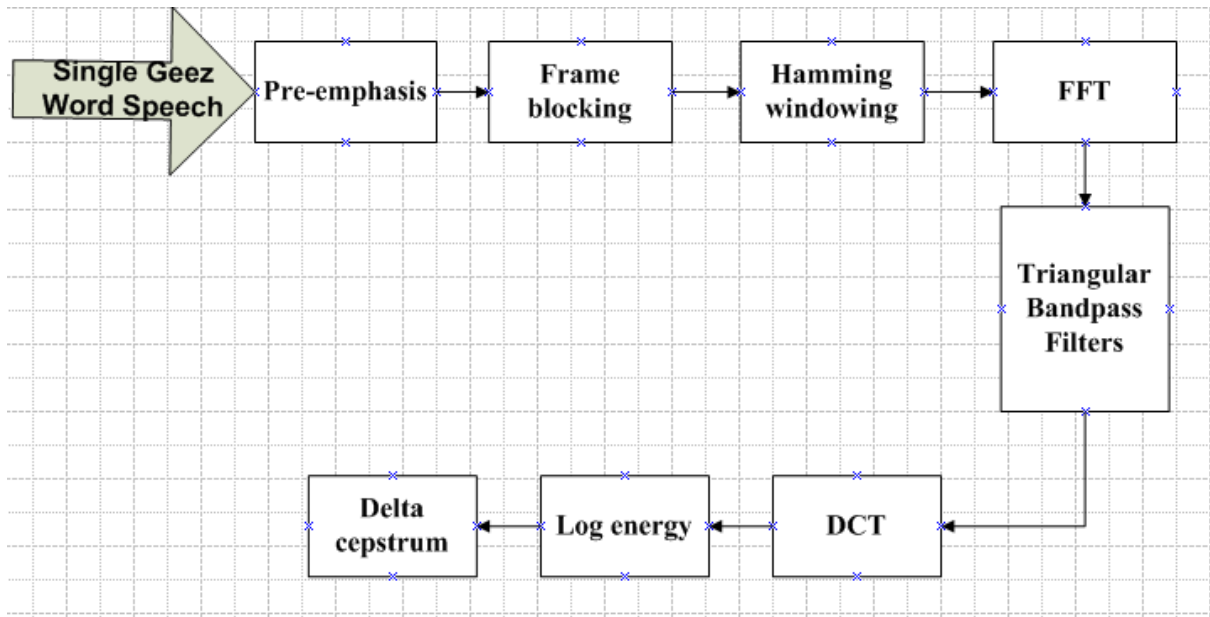 Single Geez
Word Speech
Pre-emphasis
Frame
blocking
Hamming
windowing
FFT
Triangular
Bandpass
Filters
DCT
Log energy
Delta
cepstrum